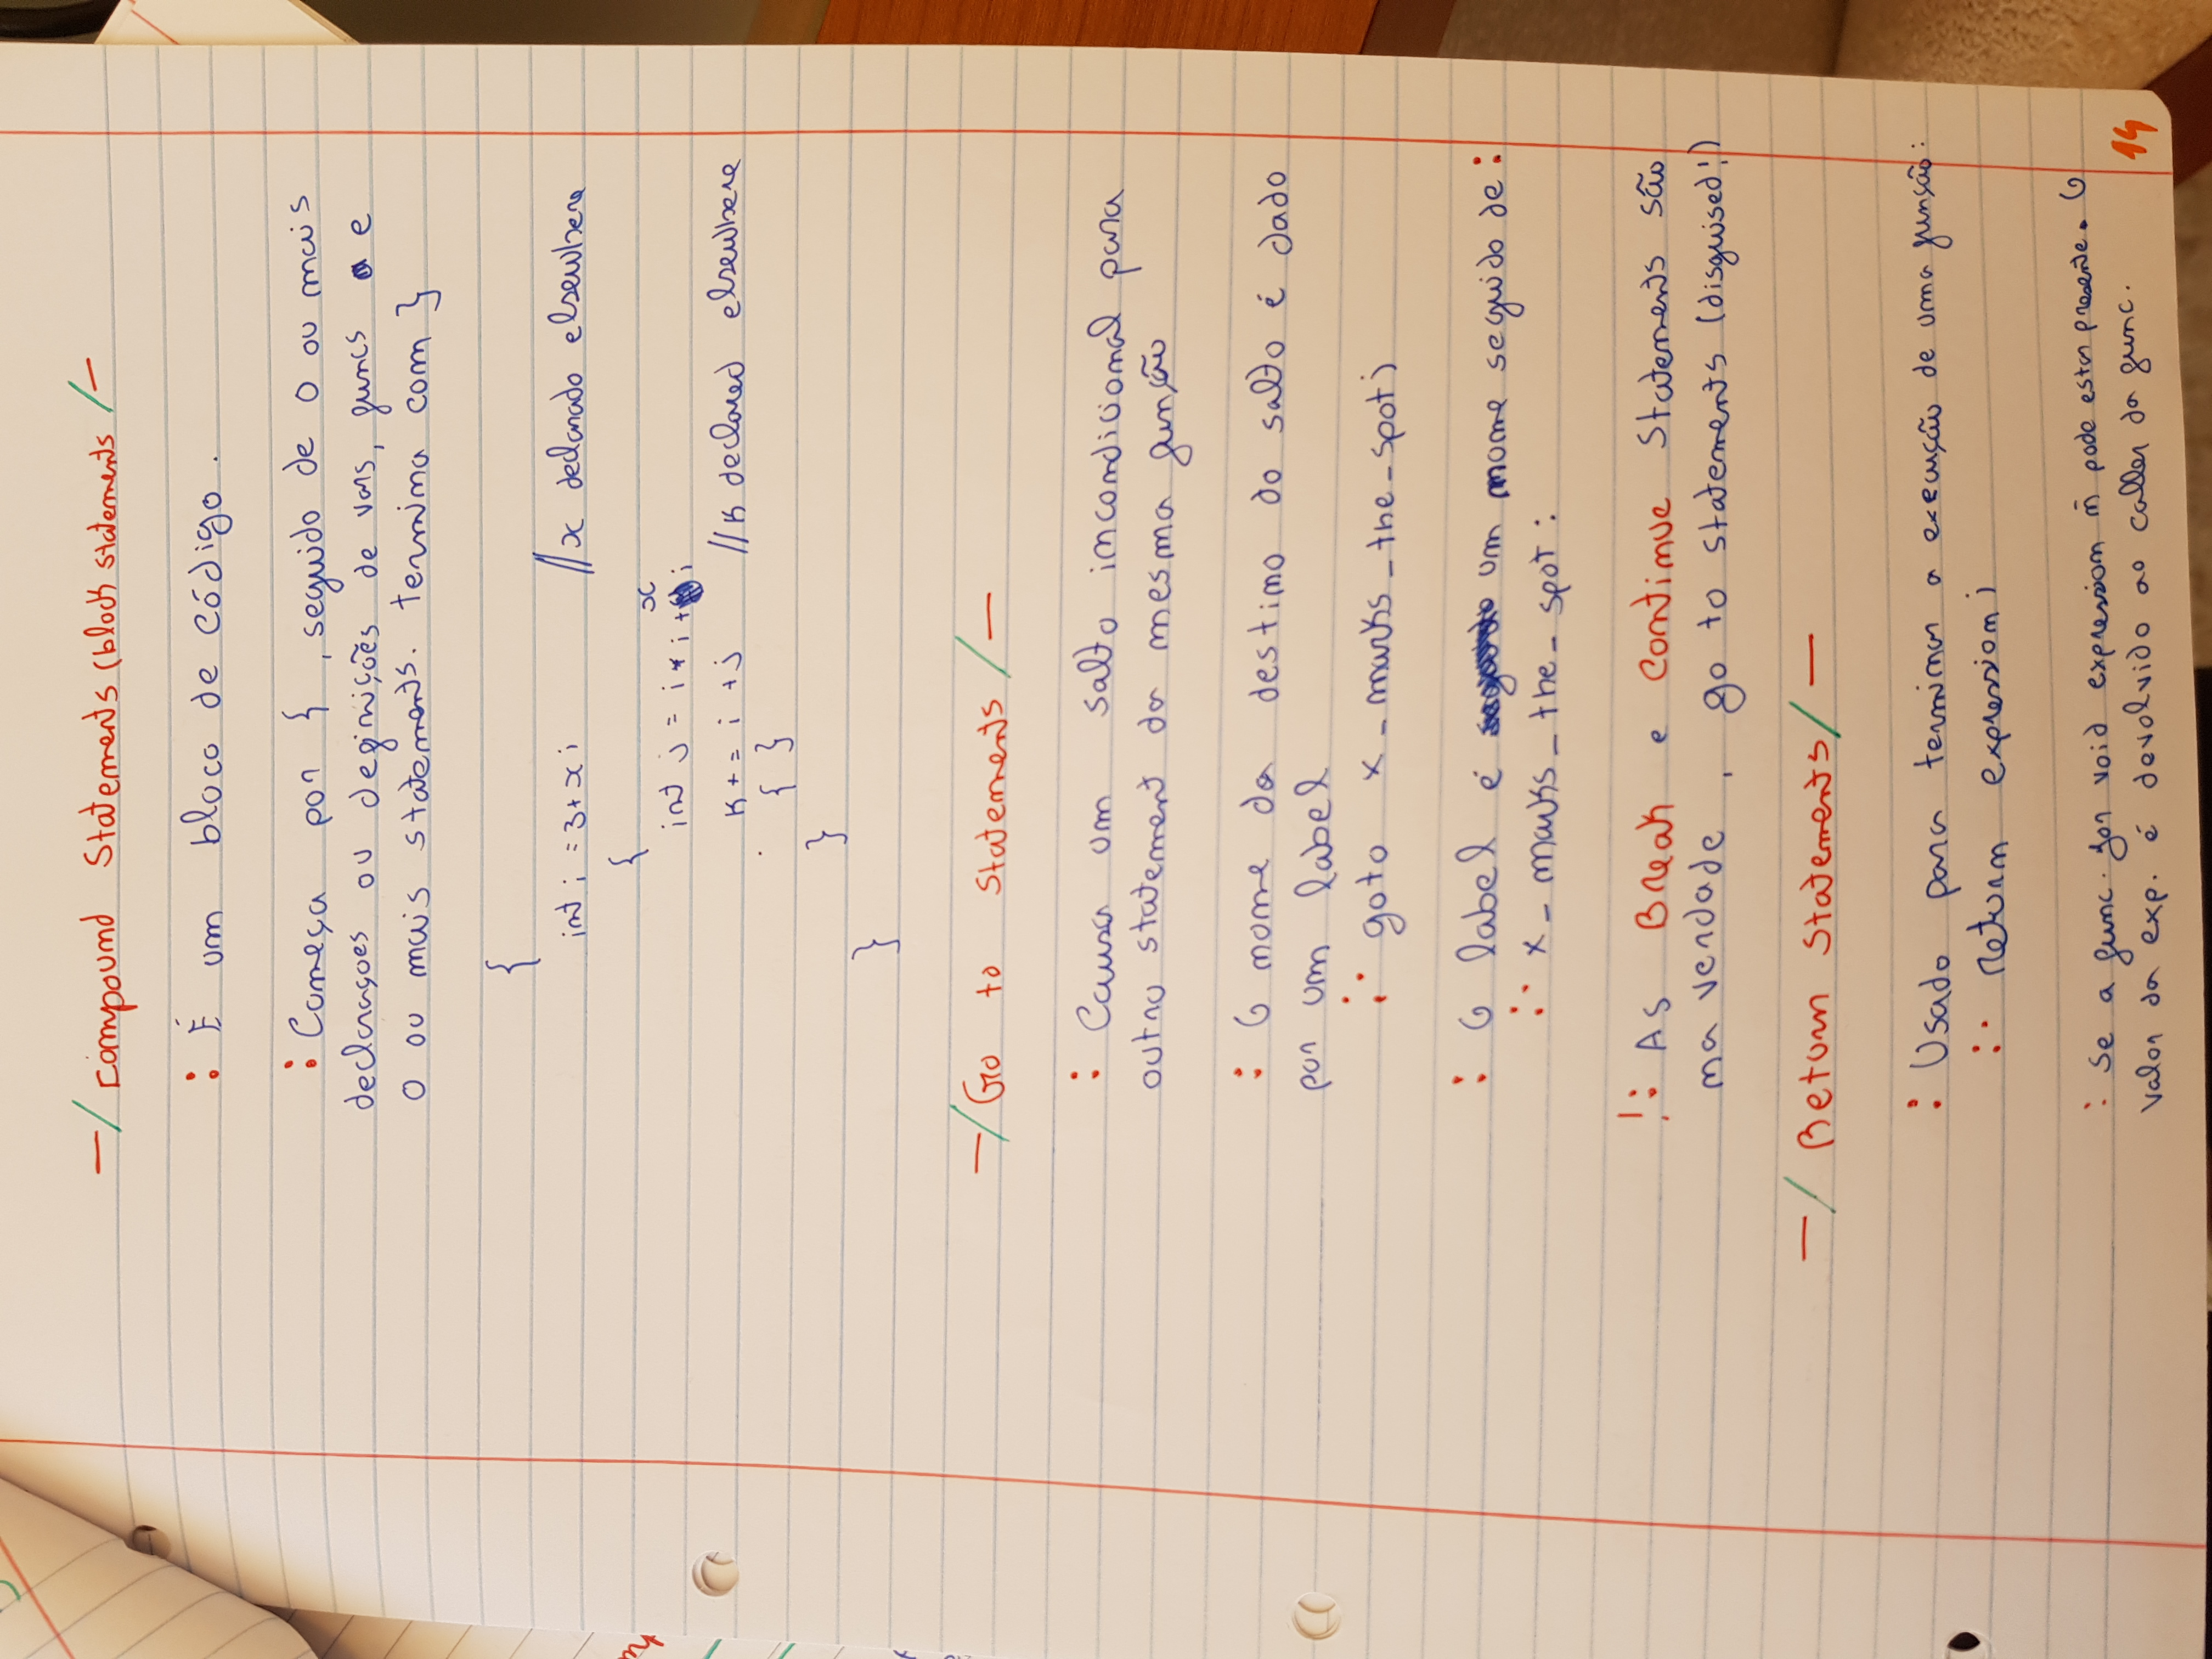 -/ Compound Statements (block statements /-
: É um bloco de código.
: Começa por { , seguido de 0 ou mais
declaraçoes ou definições de vars, funcs e
0 ou mais statements. termina com }
{
int i = 3+x; //x declarado elsewhere
{
int j = i * i + x;
k += i + j //k declared elsewhere
{ }
}
}
-/ Go to Statements /-
: Causa um salto incondicional para
outro statement da mesma função
: O nome da destino do salto é dado
por um label
:· goto x_marks_the_spot;
: O label é um nome seguido de :
:· x_marks_the_spot :
!: As Break e Continue Statements são
na verdade , go to statements (disguised!)
-/ Return Statements /-
: Usado para terminar a execução de uma função:
:· return expression;
: Se a func. for void expression ñ pode estar presente. O
valor da exp. é devolvido ao caller da func.
14